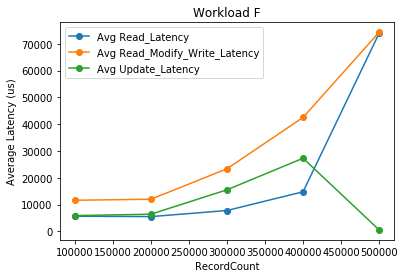 Workload F
Avg Read_Latency
Avg Read_Modify_Write_Latency
Avg Update_Latency
Average Latency (us)
70000
60000
50000
40000
30000
20000
10000
0
100000 150000 200000 250000 300000 350000 400000 450000 500000
RecordCount